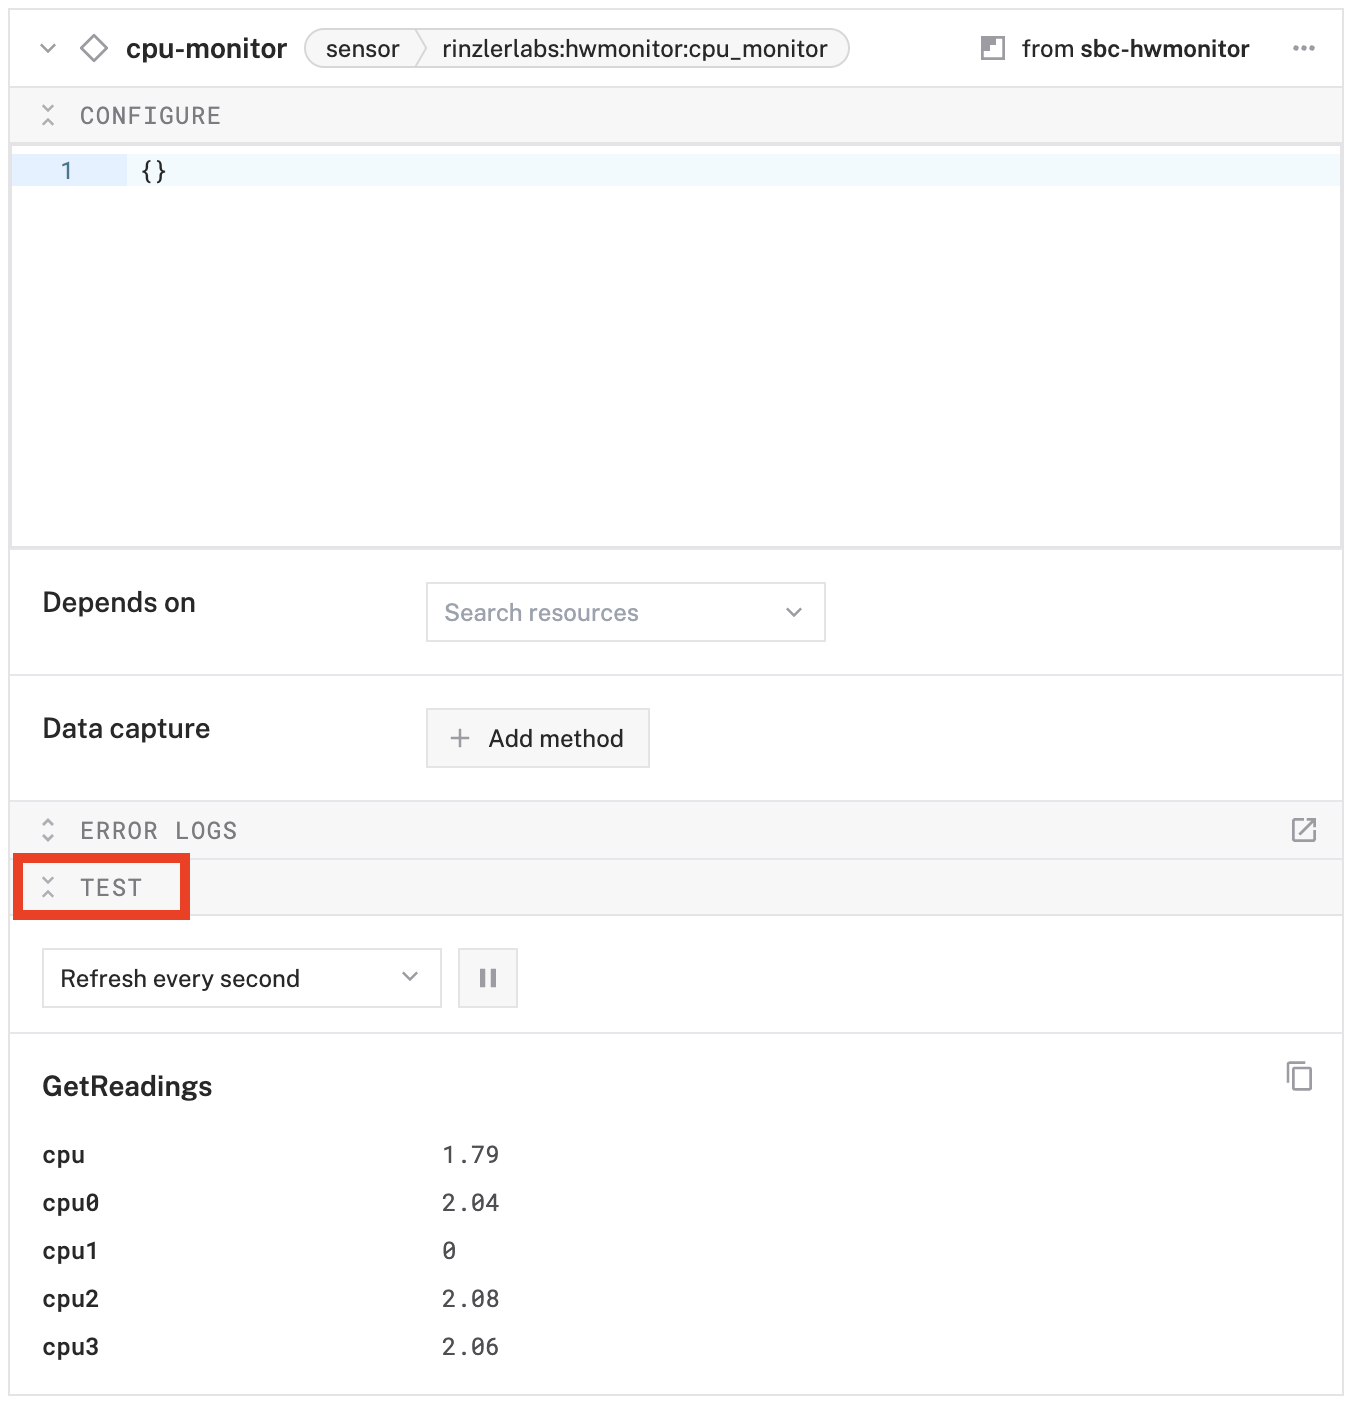 cpu-monitor sensor rinzlerlabs:hwmonitor:cpu_monitor from sbc-hwmonitor
CONFIGURE
1 {}
Depends on Search resources
Data capture Add method
ERROR LOGS
TEST
Refresh every second
GetReadings
cpu 1.79
cpu0 2.04
cpu1 0
cpu2 2.08
cpu3 2.06